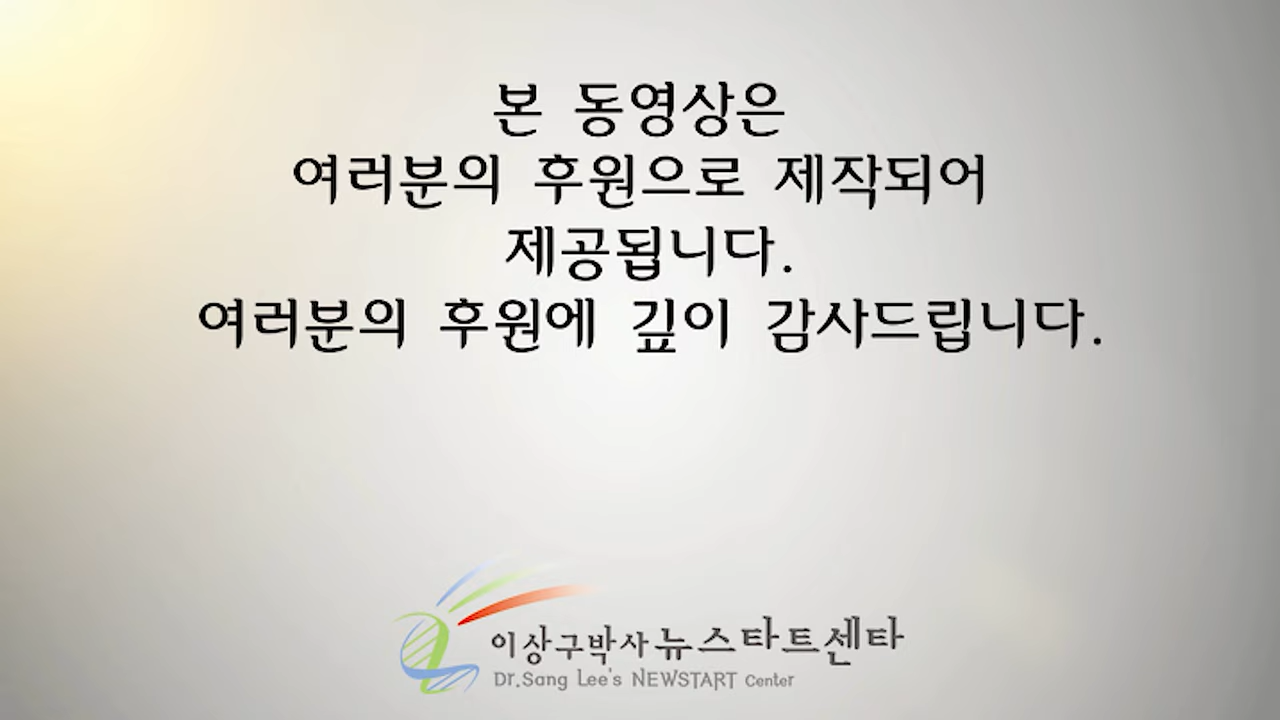 본 동영상은
여러분의 후원으로 제작되어
제공됩니다.
여러분의 후원에 깊이 감사드립니다.
이상구박사 뉴스타트센타
Dr.Sang Lee's NEWSTART Center